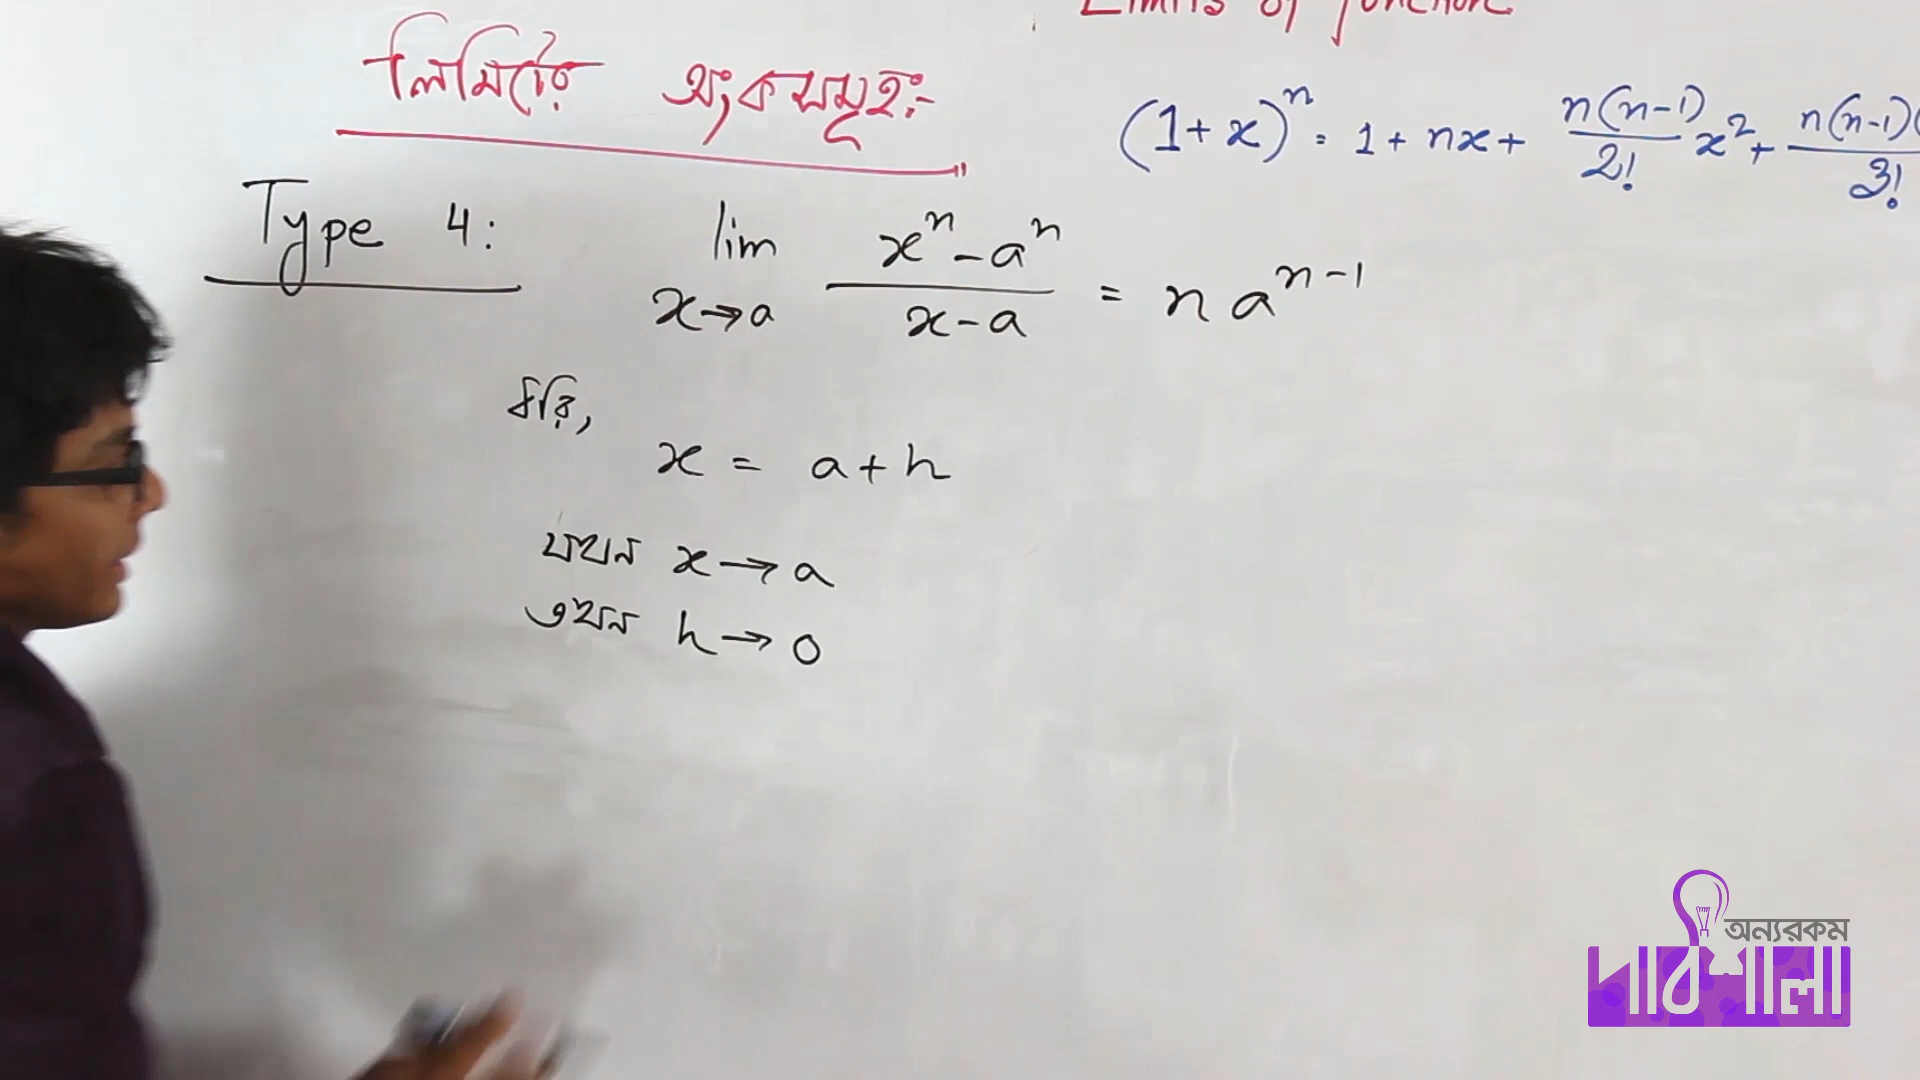 Limits of function
লিমিটের অংকসমূহঃ-
(1+x)^n = 1 + nx + n(n-1)/2! x^2 + n(n-1)(/3!
Type 4: lim x→a (x^n - a^n)/(x-a) = n a^(n-1)
ধরি,
x = a+h
যখন x → a
তখন h → 0
অন্যরকম
পাঠশালা